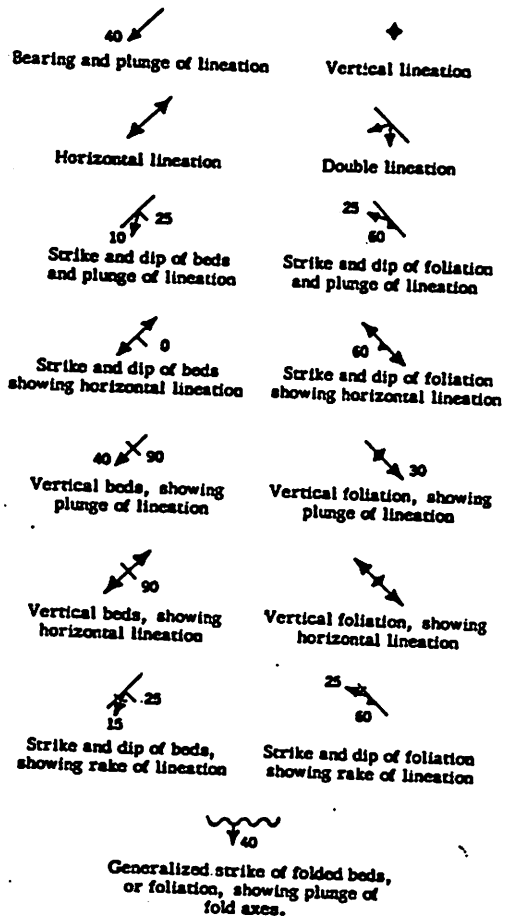 40
Bearing and plunge of lineation
Vertical lineation
Horizontal lineation
Double lineation
25
10
Strike and dip of beds
and plunge of lineation
25
60
Strike and dip of foliation
and plunge of lineation
0
Strike and dip of beds
showing horizontal lineation
60
Strike and dip of foliation
showing horizontal lineation
40 90
Vertical beds, showing
plunge of lineation
30
Vertical foliation, showing
plunge of lineation
90
Vertical beds, showing
horizontal lineation
Vertical foliation, showing
horizontal lineation
25
15
Strike and dip of beds,
showing rake of lineation
25
60
Strike and dip of foliation
showing rake of lineation
40
Generalized strike of folded beds,
or foliation, showing plunge of
fold axes.